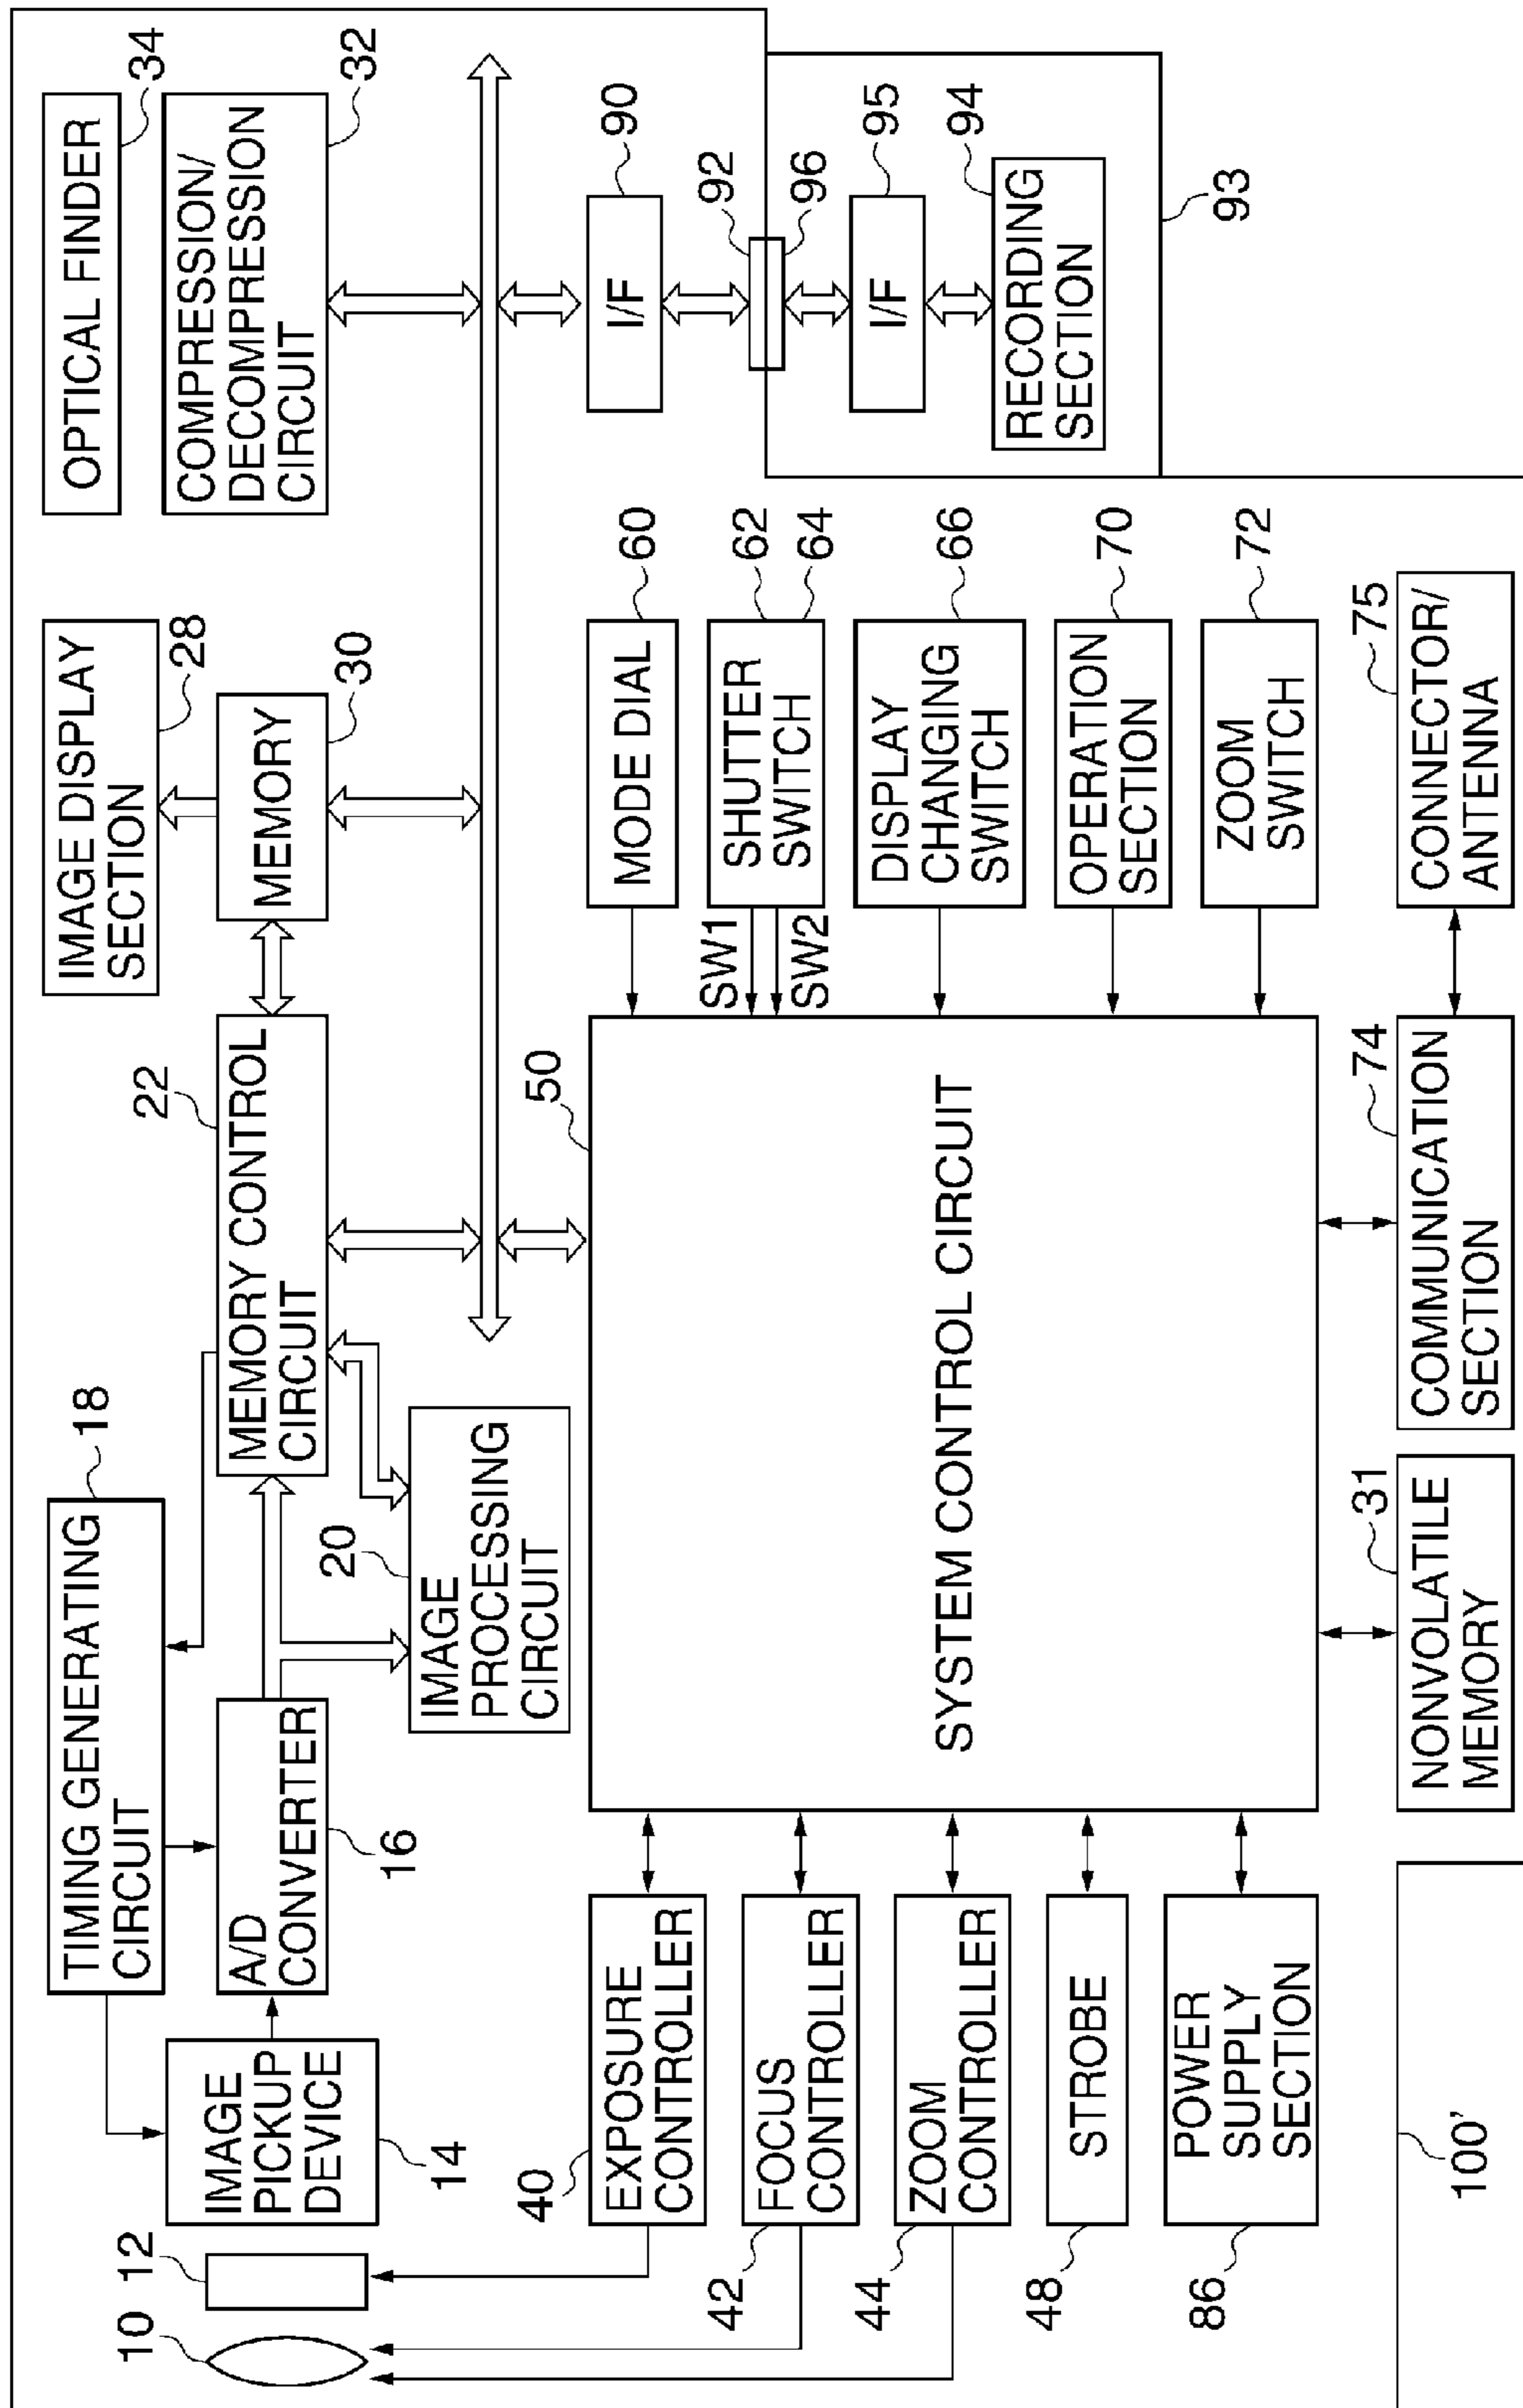 10
12
IMAGE
PICKUP
DEVICE
14
TIMING GENERATING
CIRCUIT
18
A/D
CONVERTER
16
IMAGE
PROCESSING
CIRCUIT
20
MEMORY CONTROL
CIRCUIT
22
IMAGE DISPLAY
SECTION
28
MEMORY
30
OPTICAL FINDER
34
COMPRESSION/
DECOMPRESSION
CIRCUIT
32
40
EXPOSURE
CONTROLLER
42
FOCUS
CONTROLLER
44
ZOOM
CONTROLLER
48
STROBE
86
POWER
SUPPLY
SECTION
50
SYSTEM CONTROL CIRCUIT
MODE DIAL
60
SW1
SW2
SHUTTER
SWITCH
62
64
DISPLAY
CHANGING
SWITCH
66
OPERATION
SECTION
70
ZOOM
SWITCH
72
I/F
90
92
96
I/F
95
RECORDING
SECTION
94
93
NONVOLATILE
MEMORY
31
COMMUNICATION
SECTION
74
CONNECTOR/
ANTENNA
75
100'